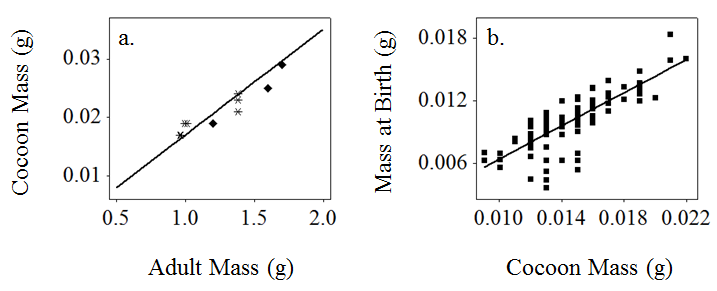 a.
Cocoon Mass (g)
0.03
0.02
0.01
0.5 1.0 1.5 2.0
Adult Mass (g)
b.
Mass at Birth (g)
0.018
0.012
0.006
0.010 0.014 0.018 0.022
Cocoon Mass (g)